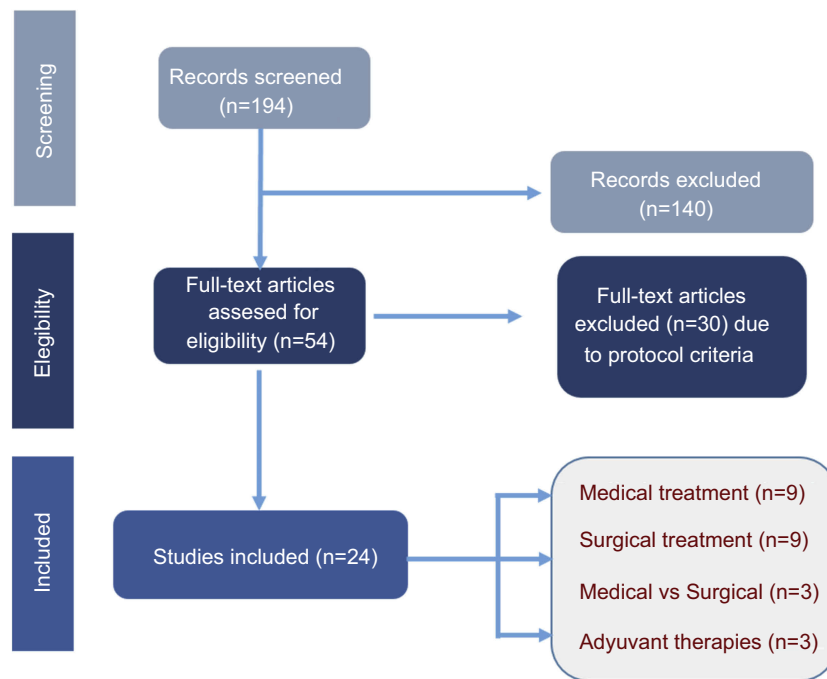 Screening
Records screened
(n=194)
Records excluded
(n=140)
Elegibility
Full-text articles
assesed for
eligibility (n=54)
Full-text articles
excluded (n=30) due
to protocol criteria
Included
Studies included (n=24)
Medical treatment (n=9)
Surgical treatment (n=9)
Medical vs Surgical (n=3)
Adyuvant therapies (n=3)